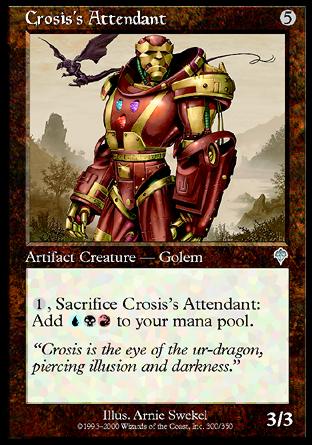 Crosis's Attendant 5
Artifact Creature — Golem
1, Sacrifice Crosis's Attendant:
Add to your mana pool.
“Crosis is the eye of the ur-dragon,
piercing illusion and darkness.”
Illus. Arnie Swekel
©1993-2000 Wizards of the Coast, Inc. 300/350
3/3